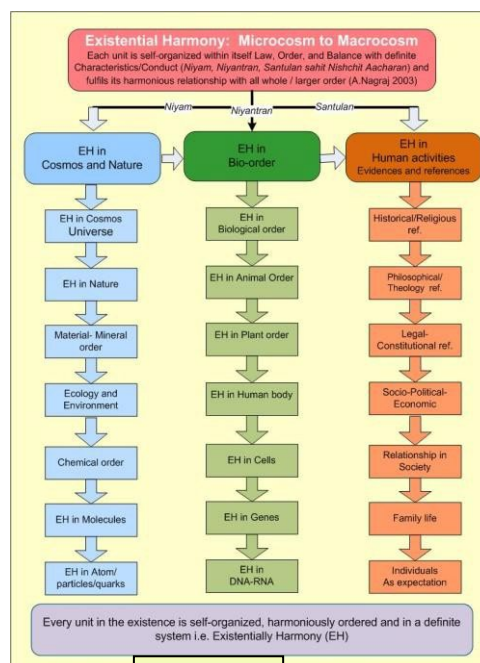 Existential Harmony: Microcosm to Macrocosm
Each unit is self-organized within itself Law, Order, and Balance with definite
Characteristics/Conduct (Niyam, Niyantran, Santulan sahit Nishchit Aacharan) and
fulfils its harmonious relationship with all whole / larger order (A.Nagraj 2003)
Niyam
Niyantran
Santulan
EH in
Cosmos and Nature
EH in
Bio-order
EH in
Human activities
Evidences and references
EH in Cosmos
Universe
EH in Nature
Material- Mineral
order
Ecology and
Environment
Chemical order
EH in Molecules
EH in Atom/
particles/quarks
EH in
Biological order
EH in Animal Order
EH in Plant order
EH in Human body
EH in Cells
EH in Genes
EH in
DNA-RNA
Historical/Religious
ref.
Philosophical/
Theology ref.
Legal-
Constitutional ref.
Socio-Political-
Economic
Relationship in
Society
Family life
Individuals
As expectation
Every unit in the existence is self-organized, harmoniously ordered and in a definite
system i.e. Existentially Harmony (EH)